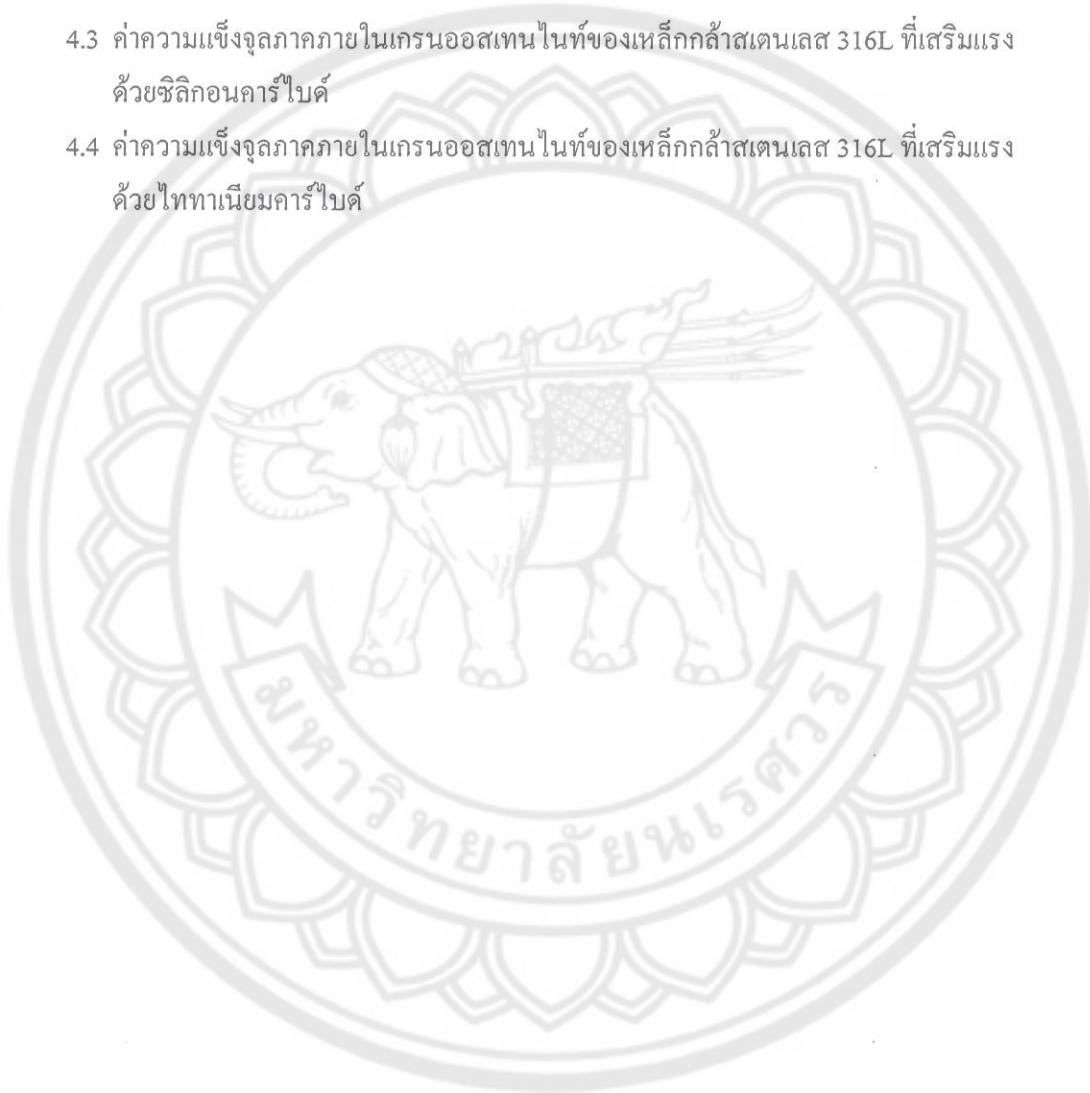 4.3 ค่าความแข็งจุลภาคภายในเกรนออสเทนไนท์ของเหล็กกล้าสเตนเลส 316L ที่เสริมแรง
ด้วยซิลิกอนคาร์ไบด์
4.4 ค่าความแข็งจุลภาคภายในเกรนออสเทนไนท์ของเหล็กกล้าสเตนเลส 316L ที่เสริมแรง
ด้วยไททาเนียมคาร์ไบด์
มหาวิทยาลัยนเรศวร